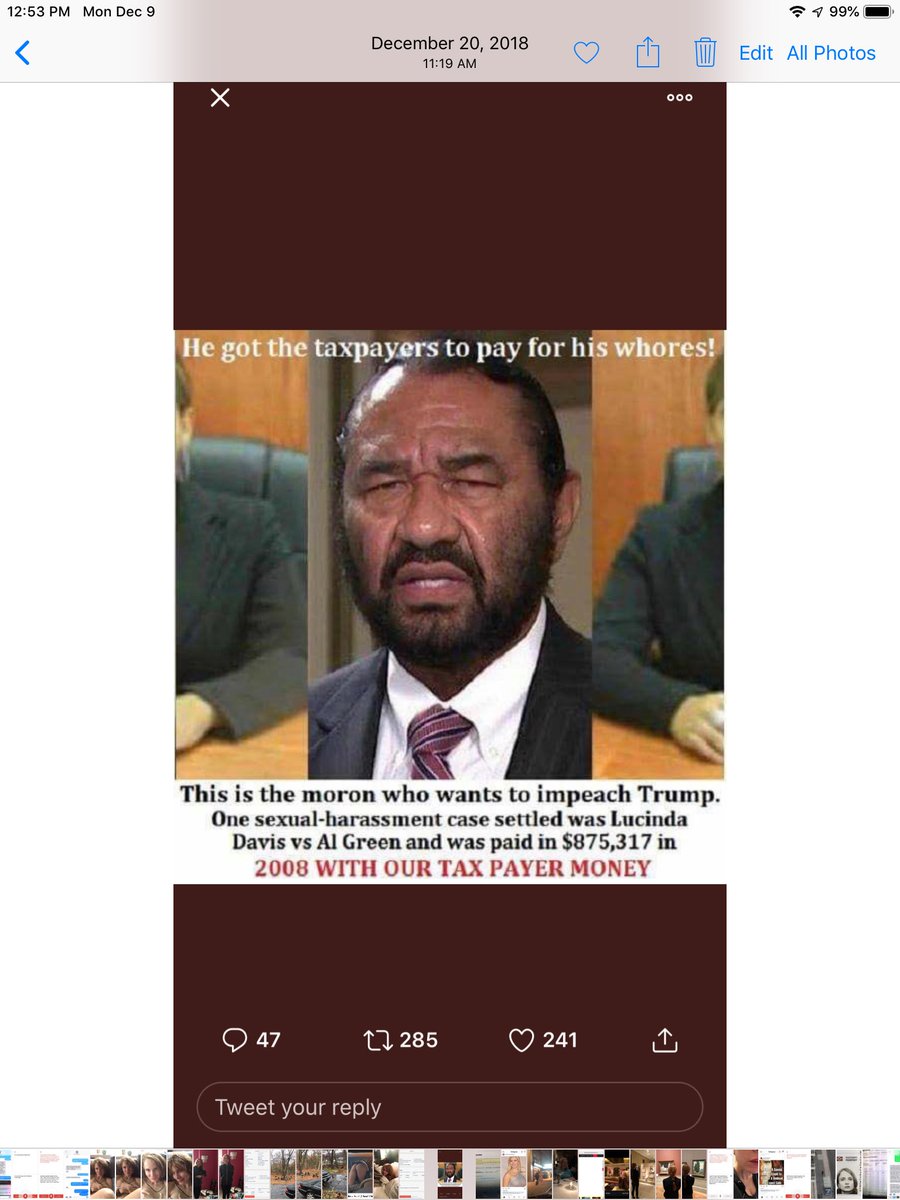 12:53 PM Mon Dec 9
99%
December 20, 2018
11:19 AM
Edit All Photos
He got the taxpayers to pay for his whores!
This is the moron who wants to impeach Trump.
One sexual-harassment case settled was Lucinda
Davis vs Al Green and was paid in $875,317 in
2008 WITH OUR TAX PAYER MONEY
47 285 241
Tweet your reply